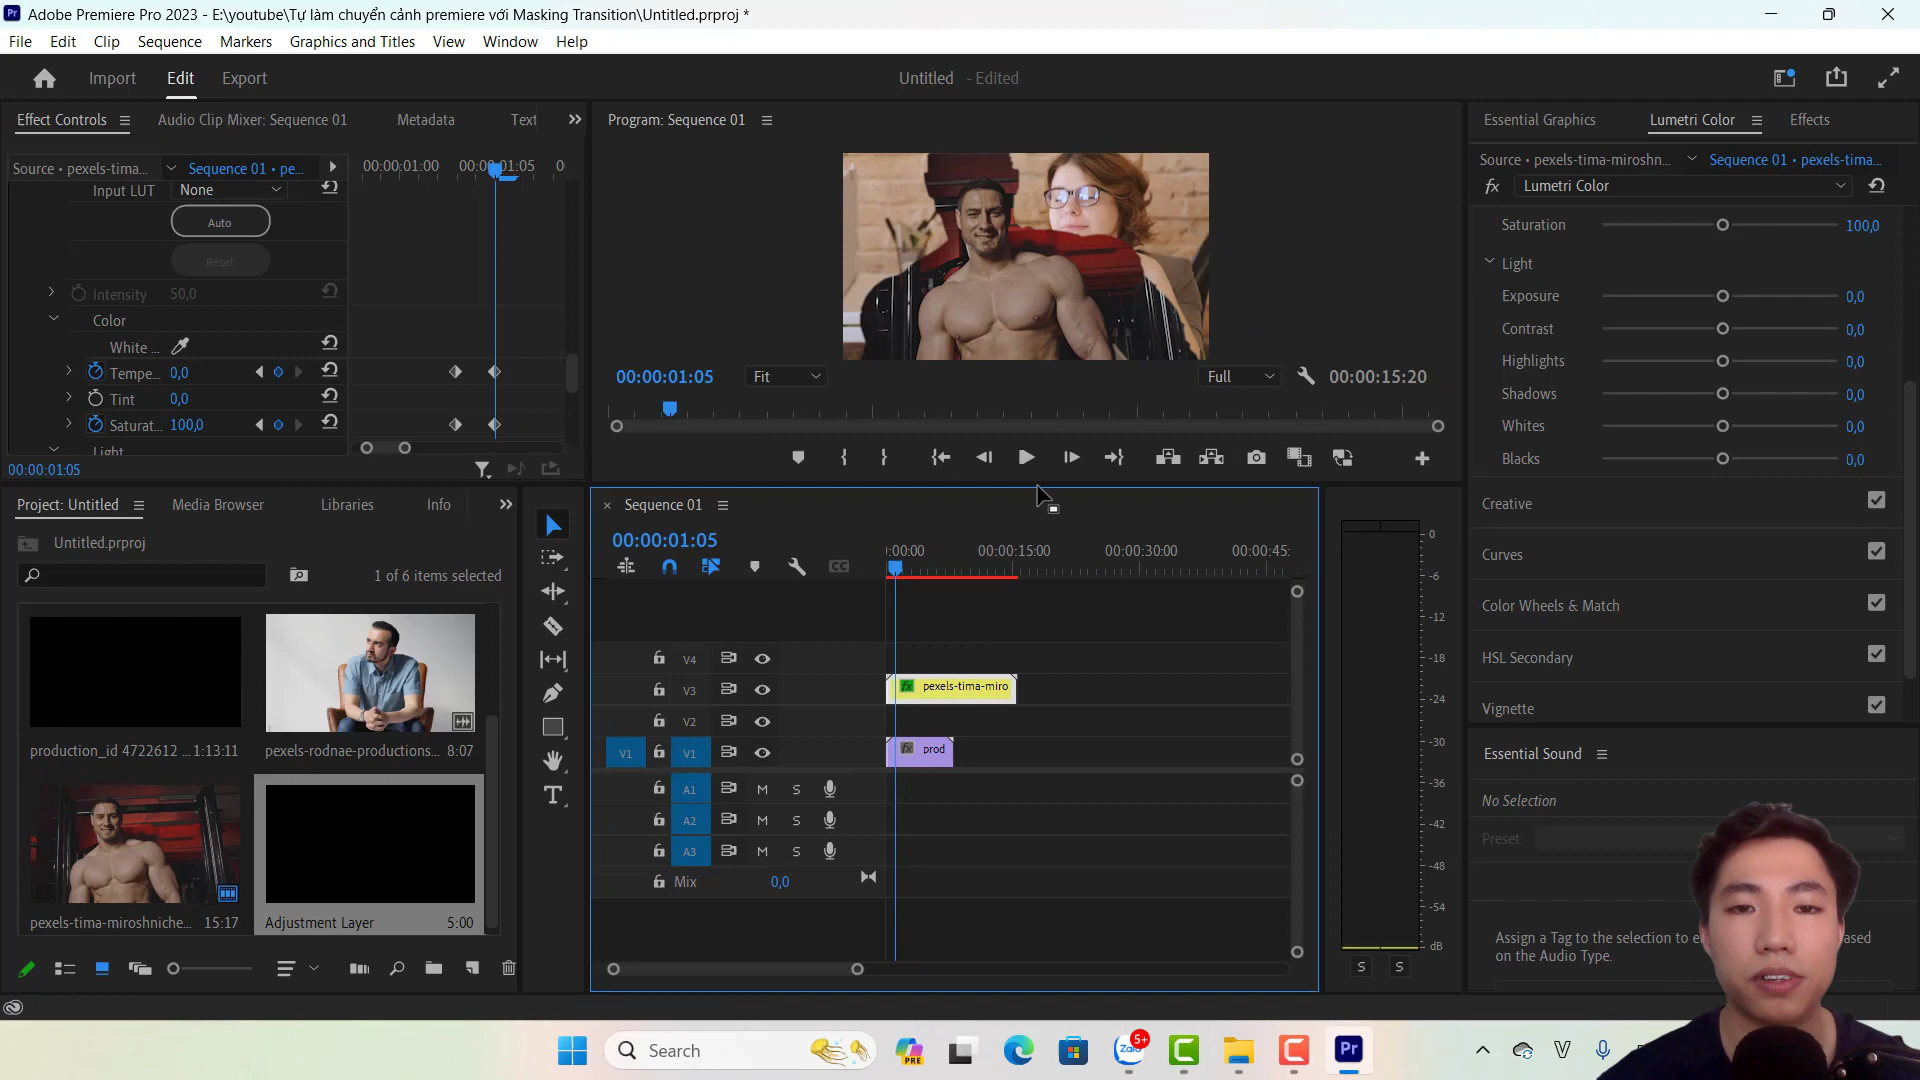 Adobe Premiere Pro 2023 - E:\youtube\Tự làm chuyển cảnh premiere với Masking Transition\Untitled.prproj *
File Edit Clip Sequence Markers Graphics and Titles View Window Help
Import Edit Export
Untitled - Edited
Effect Controls Audio Clip Mixer: Sequence 01 Metadata Text
Source • pexels-tima... Sequence 01 • pe...
00:00:01:00 00:00:01:05
Input LUT None
Auto
Reset
Intensity 50,0
Color
White ...
Tempe... 0,0
Tint 0,0
Saturat... 100,0
Light
00:00:01:05
Program: Sequence 01
00:00:01:05 Fit Full 00:00:15:20
Essential Graphics Lumetri Color Effects
Source • pexels-tima-miroshn... Sequence 01 • pexels-tima...
fx Lumetri Color
Saturation 100,0
Light
Exposure 0,0
Contrast 0,0
Highlights 0,0
Shadows 0,0
Whites 0,0
Blacks 0,0
Creative
Curves
Color Wheels & Match
HSL Secondary
Vignette
Essential Sound
No Selection
Preset:
Assign a Tag to the selection to e
ased
on the Audio Type.
Project: Untitled Media Browser Libraries Info
Untitled.prproj
1 of 6 items selected
production_id 4722612 ... 1:13:11
pexels-rodnae-productions... 8:07
pexels-tima-miroshniche... 15:17
Adjustment Layer 5:00
Sequence 01
00:00:01:05
:00:00 00:00:15:00 00:00:30:00 00:00:45:
CC
V4
V3 fx pexels-tima-miro
V2
V1 V1 fx prod
A1 M S
A2 M S
A3 M S
Mix 0,0
0
-6
-12
-18
-24
-30
-36
-42
-48
-54
dB
S S
Search
PRE
Zalo
5+
Pr
V